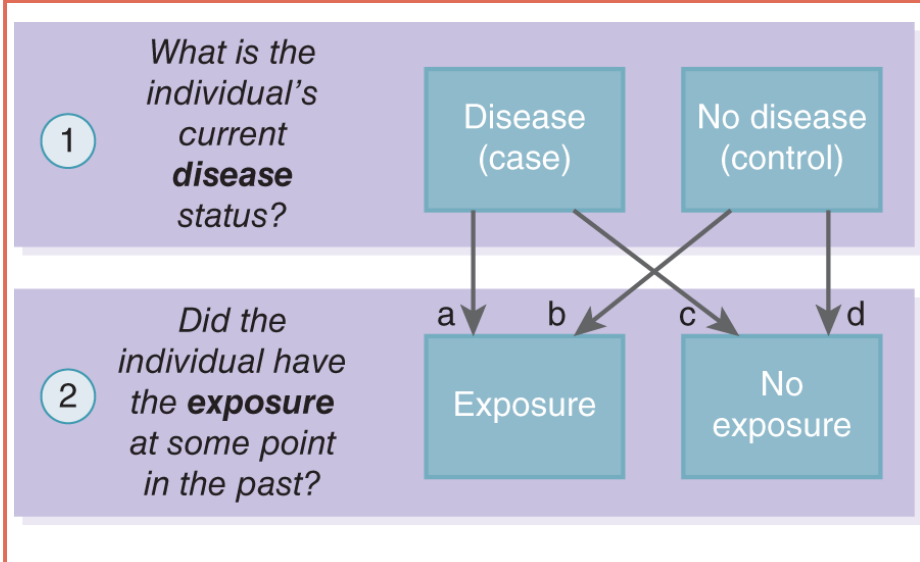 1
What is the
individual’s
current
disease
status?
Disease
(case)
No disease
(control)
2
Did the
individual have
the exposure
at some point
in the past?
a
b
c
d
Exposure
No
exposure